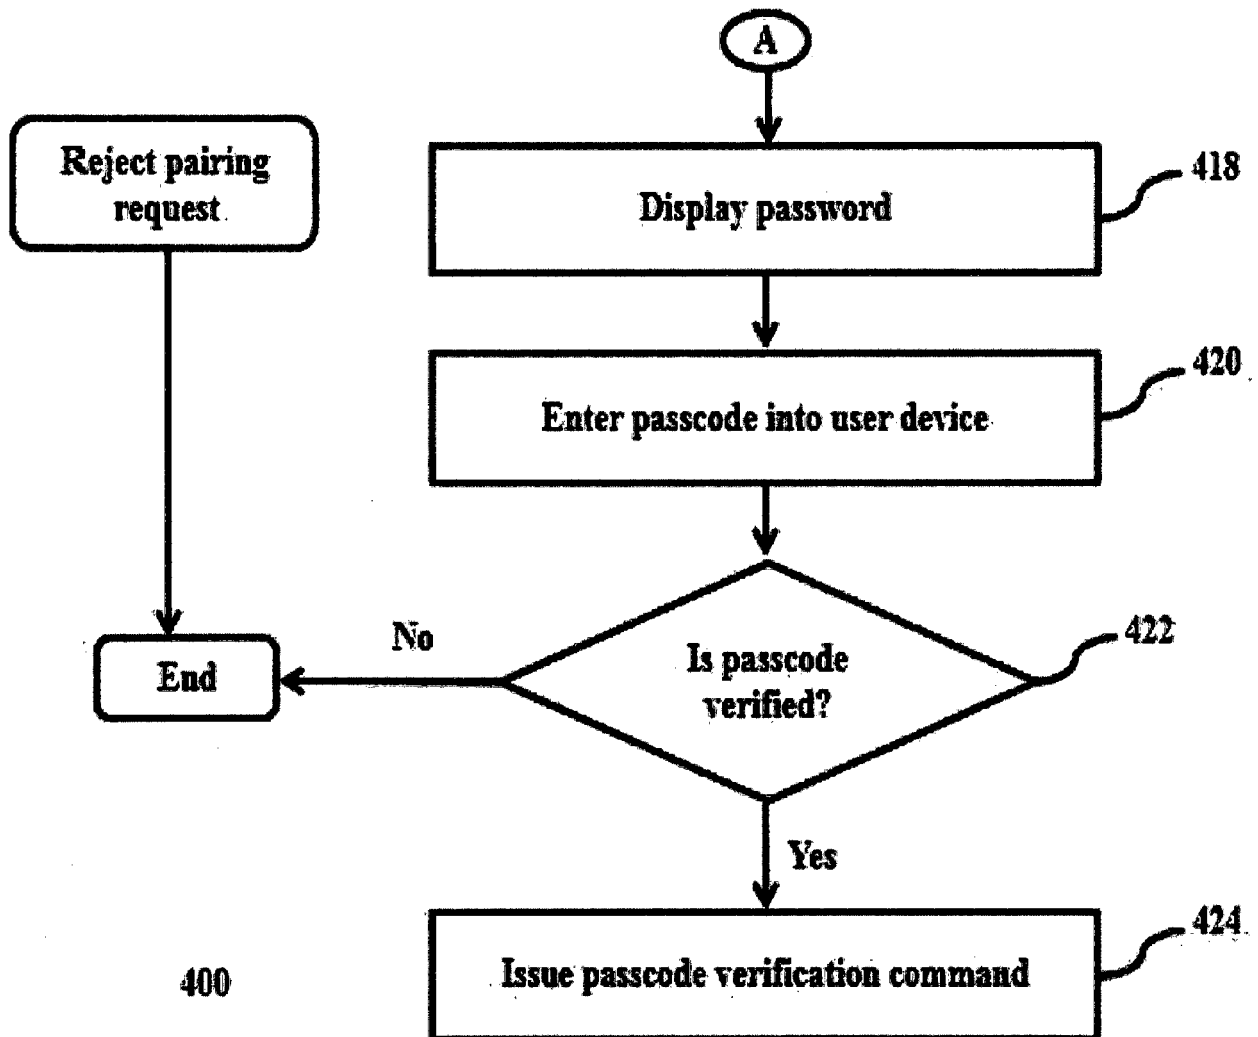 A
Reject pairing
request
Display password
418
Enter passcode into user device
420
No
End
Is passcode
verified?
422
Yes
Issue passcode verification command
424
400